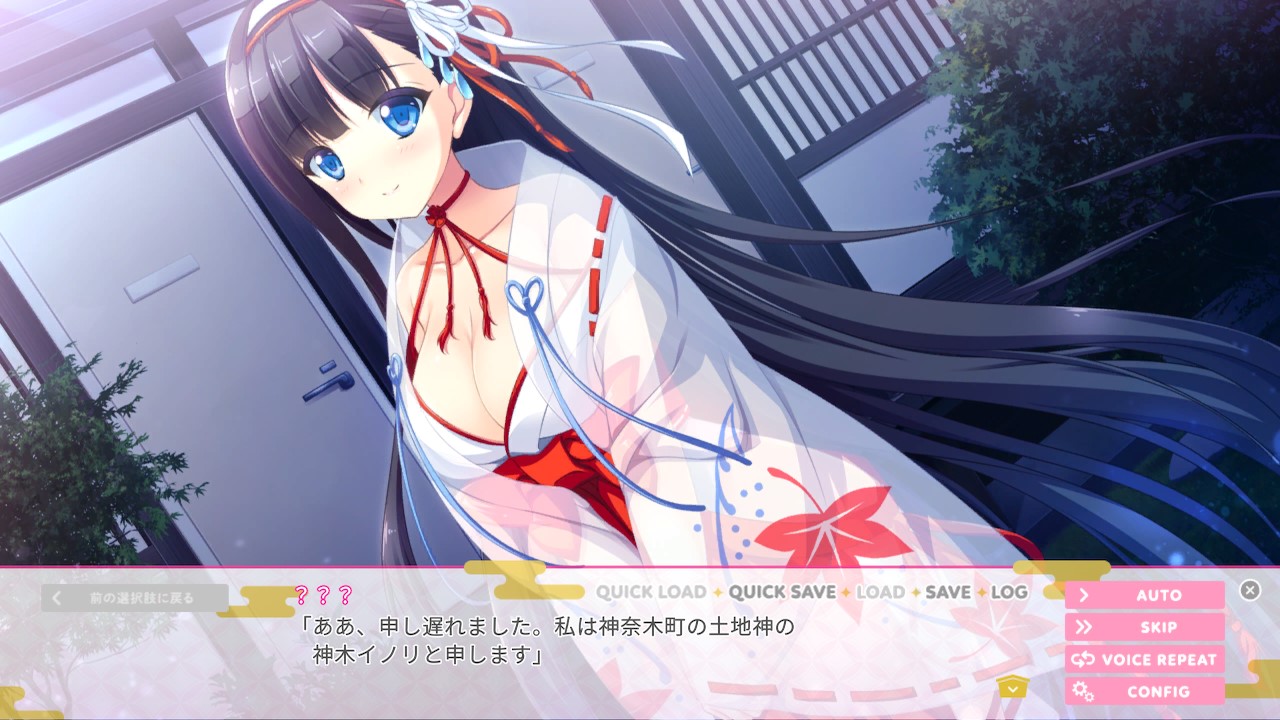 前の選択肢に戻る
？？？
QUICK LOAD QUICK SAVE LOAD SAVE LOG
「ああ、申し遅れました。私は神奈木町の土地神の
神木イノリと申します」
AUTO
SKIP
VOICE REPEAT
CONFIG